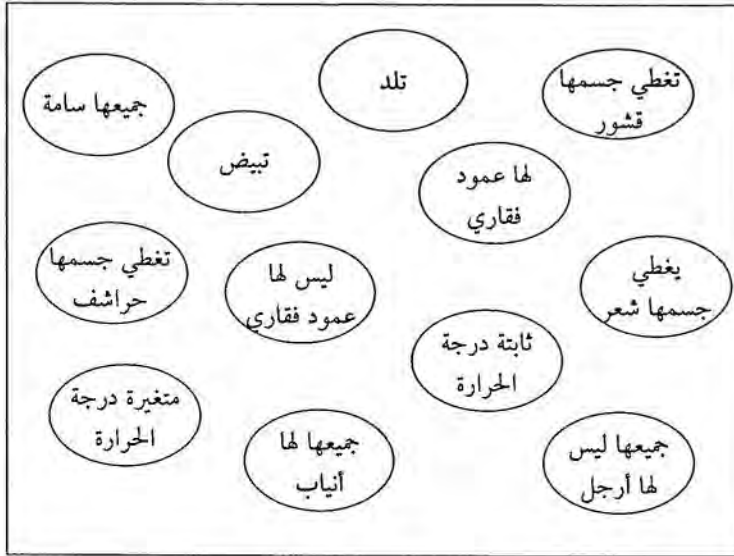 تلد
تغطي جسمها
قشور
جميعها سامة
تبيض
لها عمود
فقاري
يغطي
جسمها شعر
ليس لها
عمود فقاري
تغطي جسمها
حراشف
ثابتة درجة
الحرارة
متغيرة درجة
الحرارة
جميعها لها
أنياب
جميعها ليس
لها أرجل